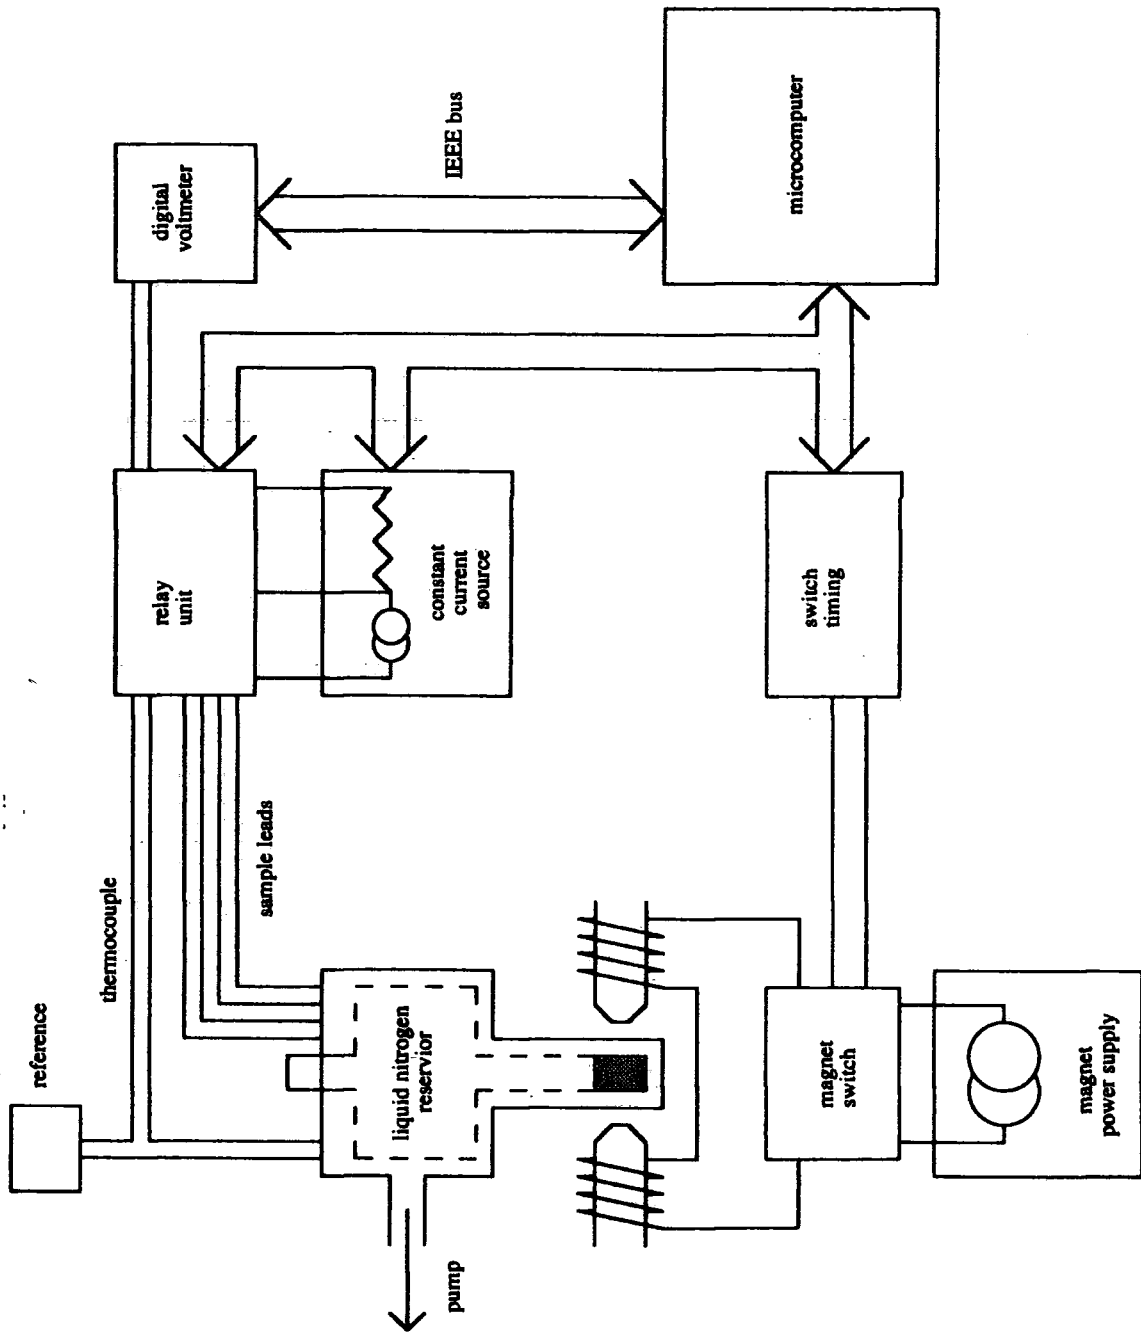 reference
thermocouple
sample leads
relay
unit
digital
voltmeter
IEEE bus
constant
current
source
microcomputer
pump
liquid nitrogen
reservior
switch
timing
magnet
switch
magnet
power supply